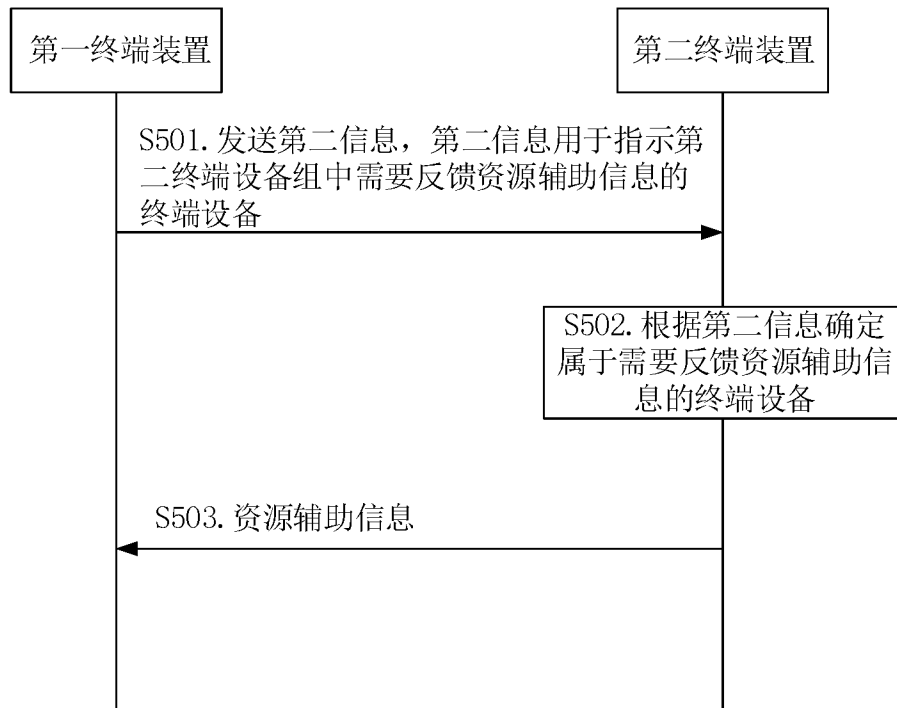 第一终端装置
第二终端装置
S501.发送第二信息，第二信息用于指示第
二终端设备组中需要反馈资源辅助信息的
终端设备
S502.根据第二信息确定
属于需要反馈资源辅助信
息的终端设备
S503.资源辅助信息